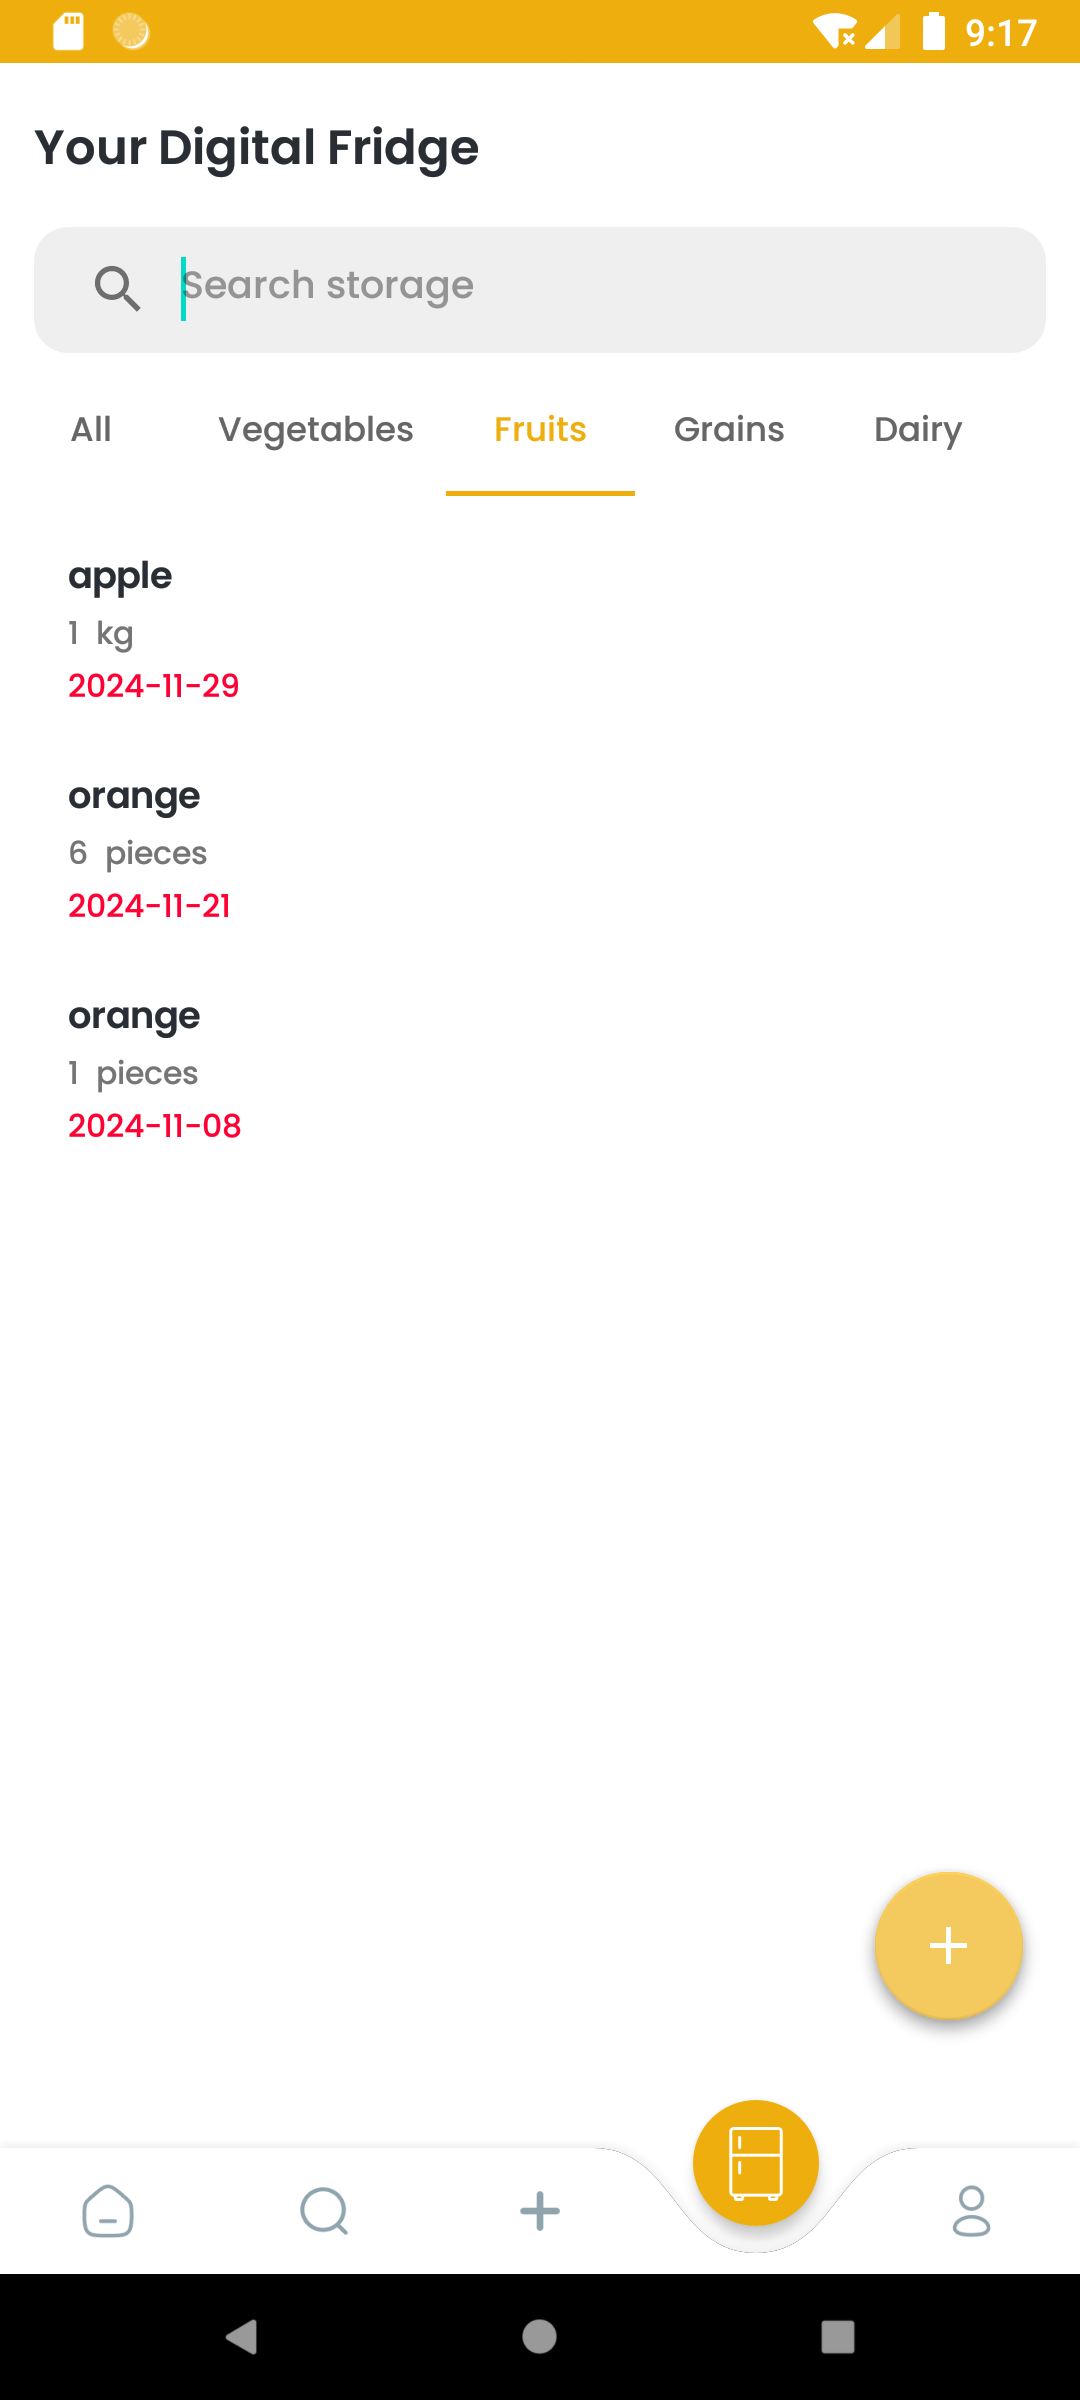 9:17
Your Digital Fridge
Search storage
All Vegetables Fruits Grains Dairy
apple
1 kg
2024-11-29
orange
6 pieces
2024-11-21
orange
1 pieces
2024-11-08